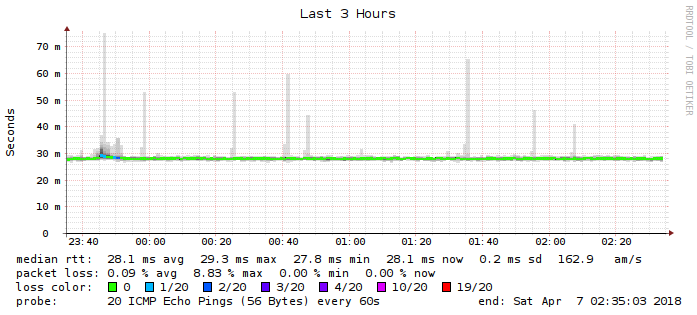 Last 3 Hours
RRDTOOL / TOBI OETIKER
Seconds
70 m
60 m
50 m
40 m
30 m
20 m
10 m
0
23:40 00:00 00:20 00:40 01:00 01:20 01:40 02:00 02:20
median rtt: 28.1 ms avg 29.3 ms max 27.8 ms min 28.1 ms now 0.2 ms sd 162.9 am/s
packet loss: 0.09 % avg 8.83 % max 0.00 % min 0.00 % now
loss color: 0 1/20 2/20 3/20 4/20 10/20 19/20
probe: 20 ICMP Echo Pings (56 Bytes) every 60s end: Sat Apr 7 02:35:03 2018